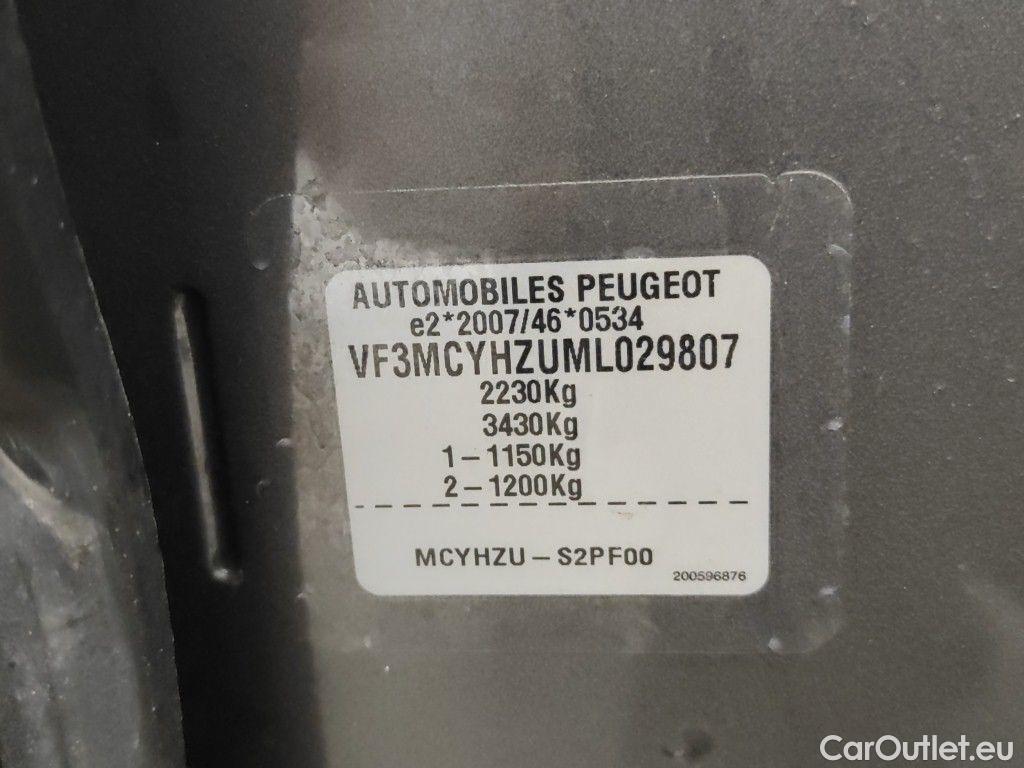 AUTOMOBILES PEUGEOT
e2*2007/46*0534
VF3MCYHZUML029807
2230Kg
3430Kg
1-1150Kg
2-1200Kg
MCYHZU-S2PF00
200596876
CarOutlet.eu